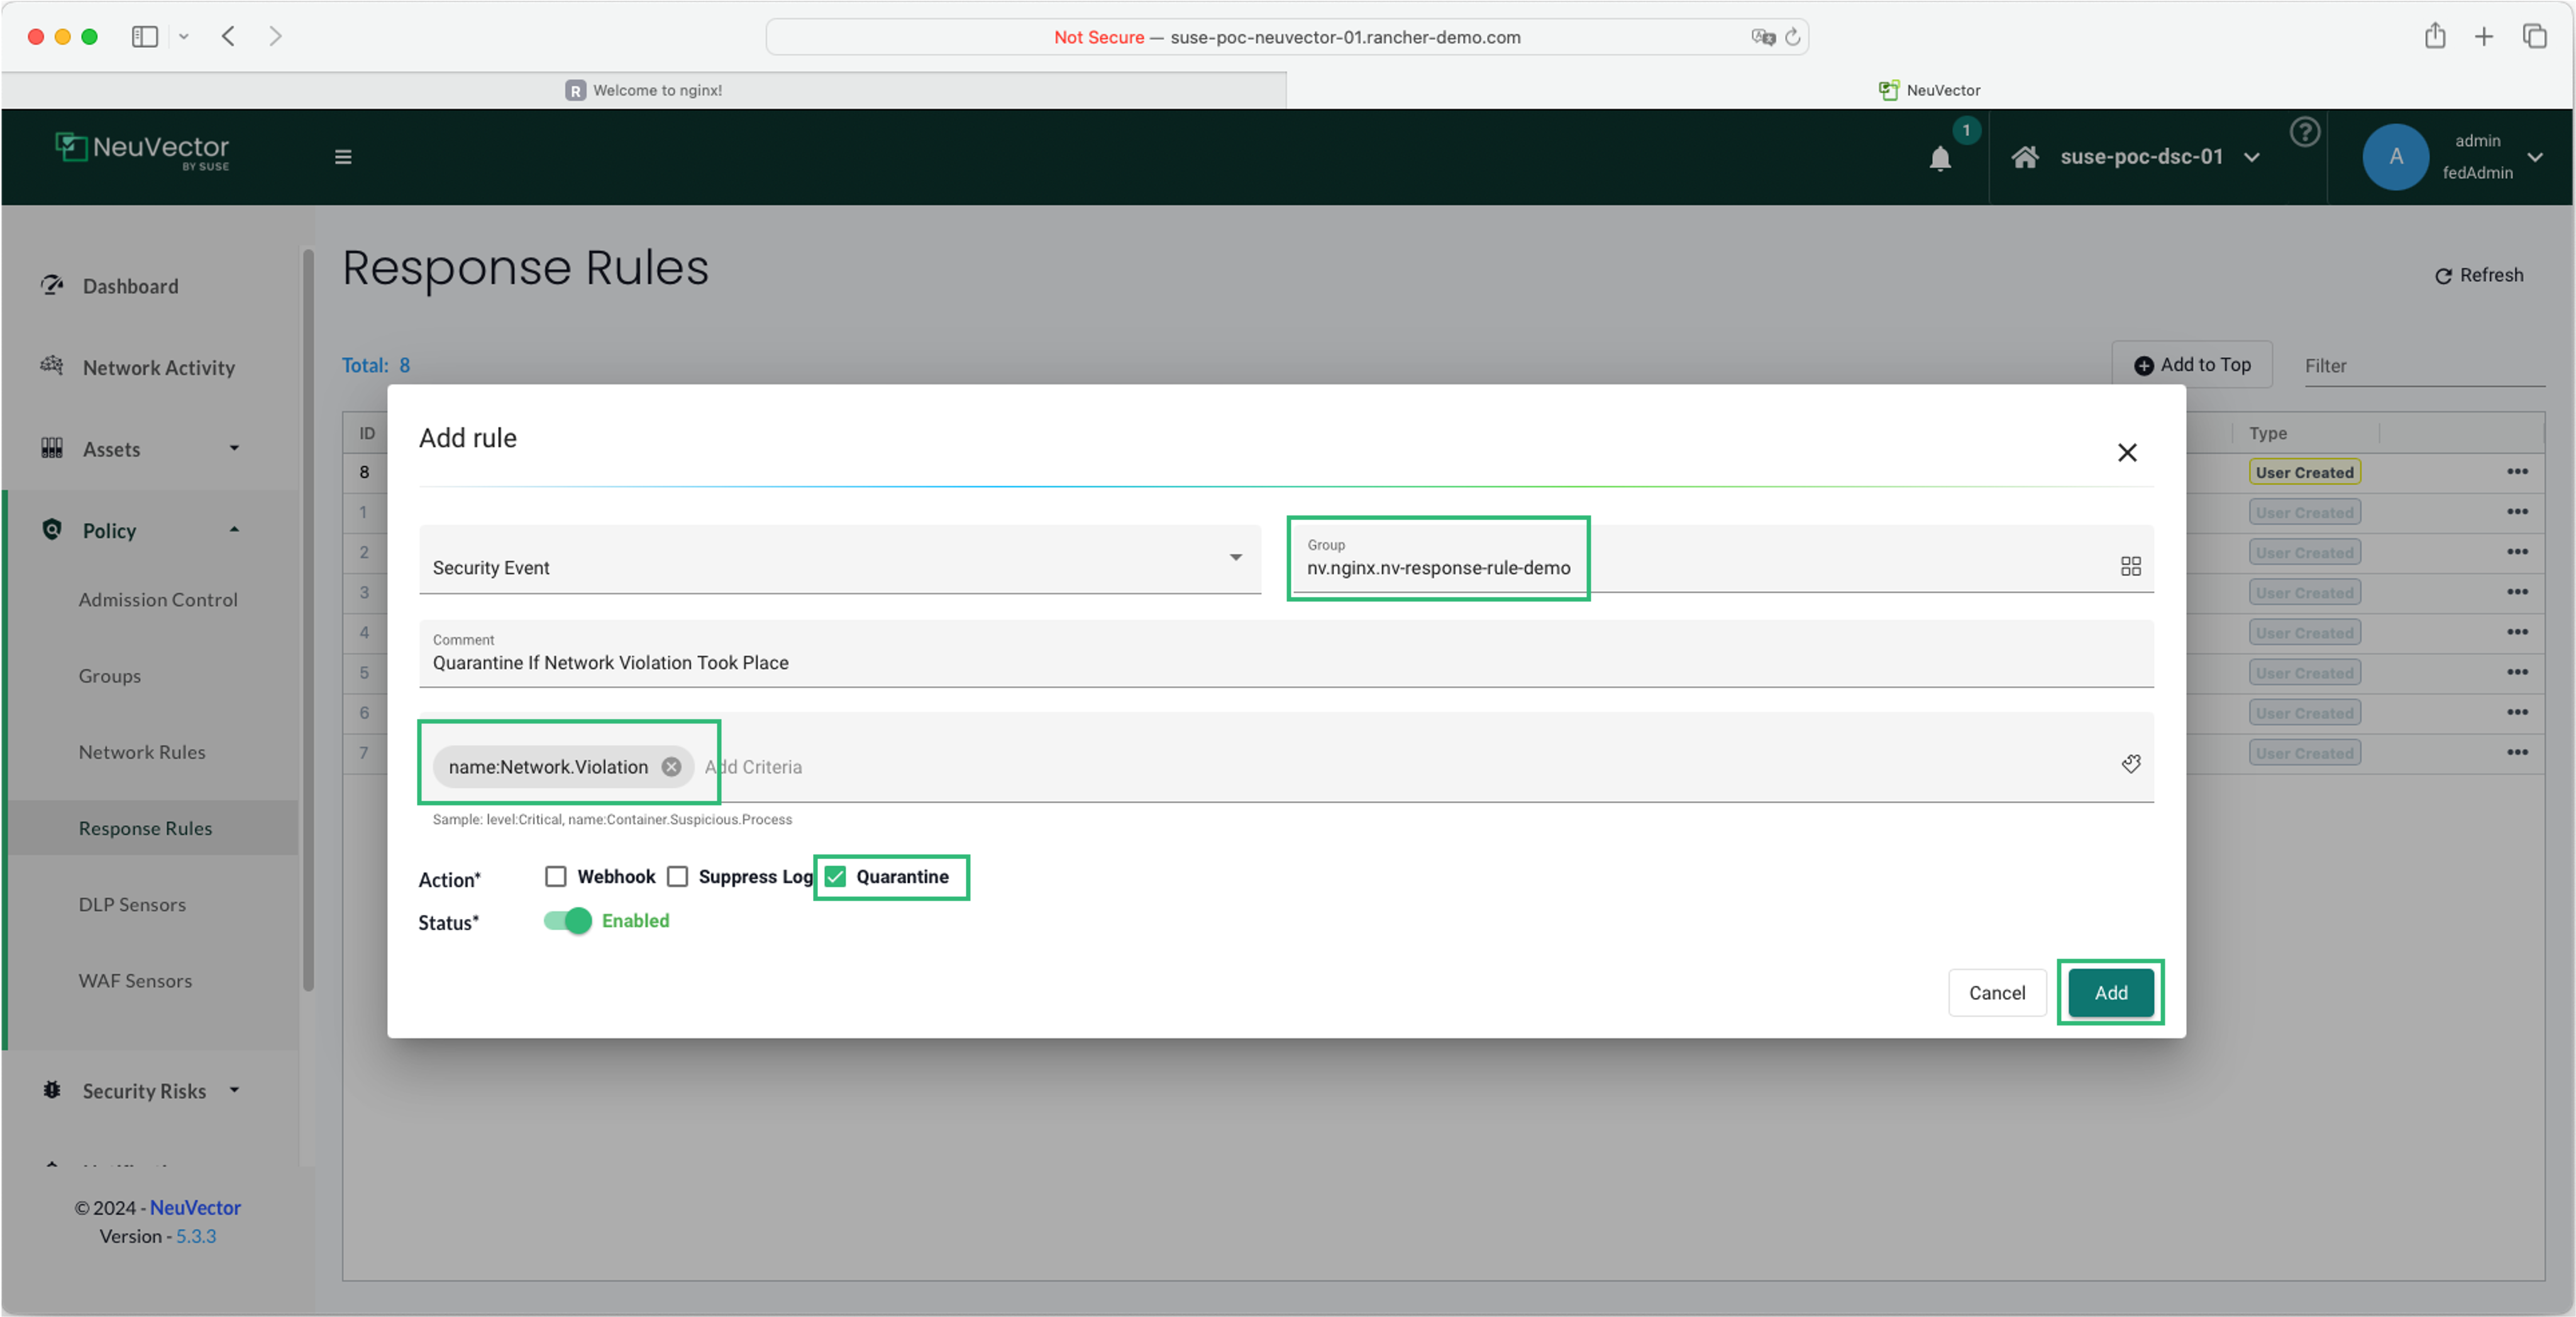 Not Secure — suse-poc-neuvector-01.rancher-demo.com
R Welcome to nginx!
NeuVector
NeuVector
BY SUSE
1
suse-poc-dsc-01
?
A
admin
fedAdmin
Dashboard
Network Activity
Assets
Policy
Admission Control
Groups
Network Rules
Response Rules
DLP Sensors
WAF Sensors
Security Risks
© 2024 - NeuVector
Version - 5.3.3
Response Rules
Refresh
Total: 8
Add to Top
Filter
ID
Type
8
User Created
1
User Created
2
User Created
3
User Created
4
User Created
5
User Created
6
User Created
7
User Created
Add rule
Security Event
Group
nv.nginx.nv-response-rule-demo
Comment
Quarantine If Network Violation Took Place
name:Network.Violation
Add Criteria
Sample: level:Critical, name:Container.Suspicious.Process
Action*
Webhook
Suppress Log
Quarantine
Status*
Enabled
Cancel
Add